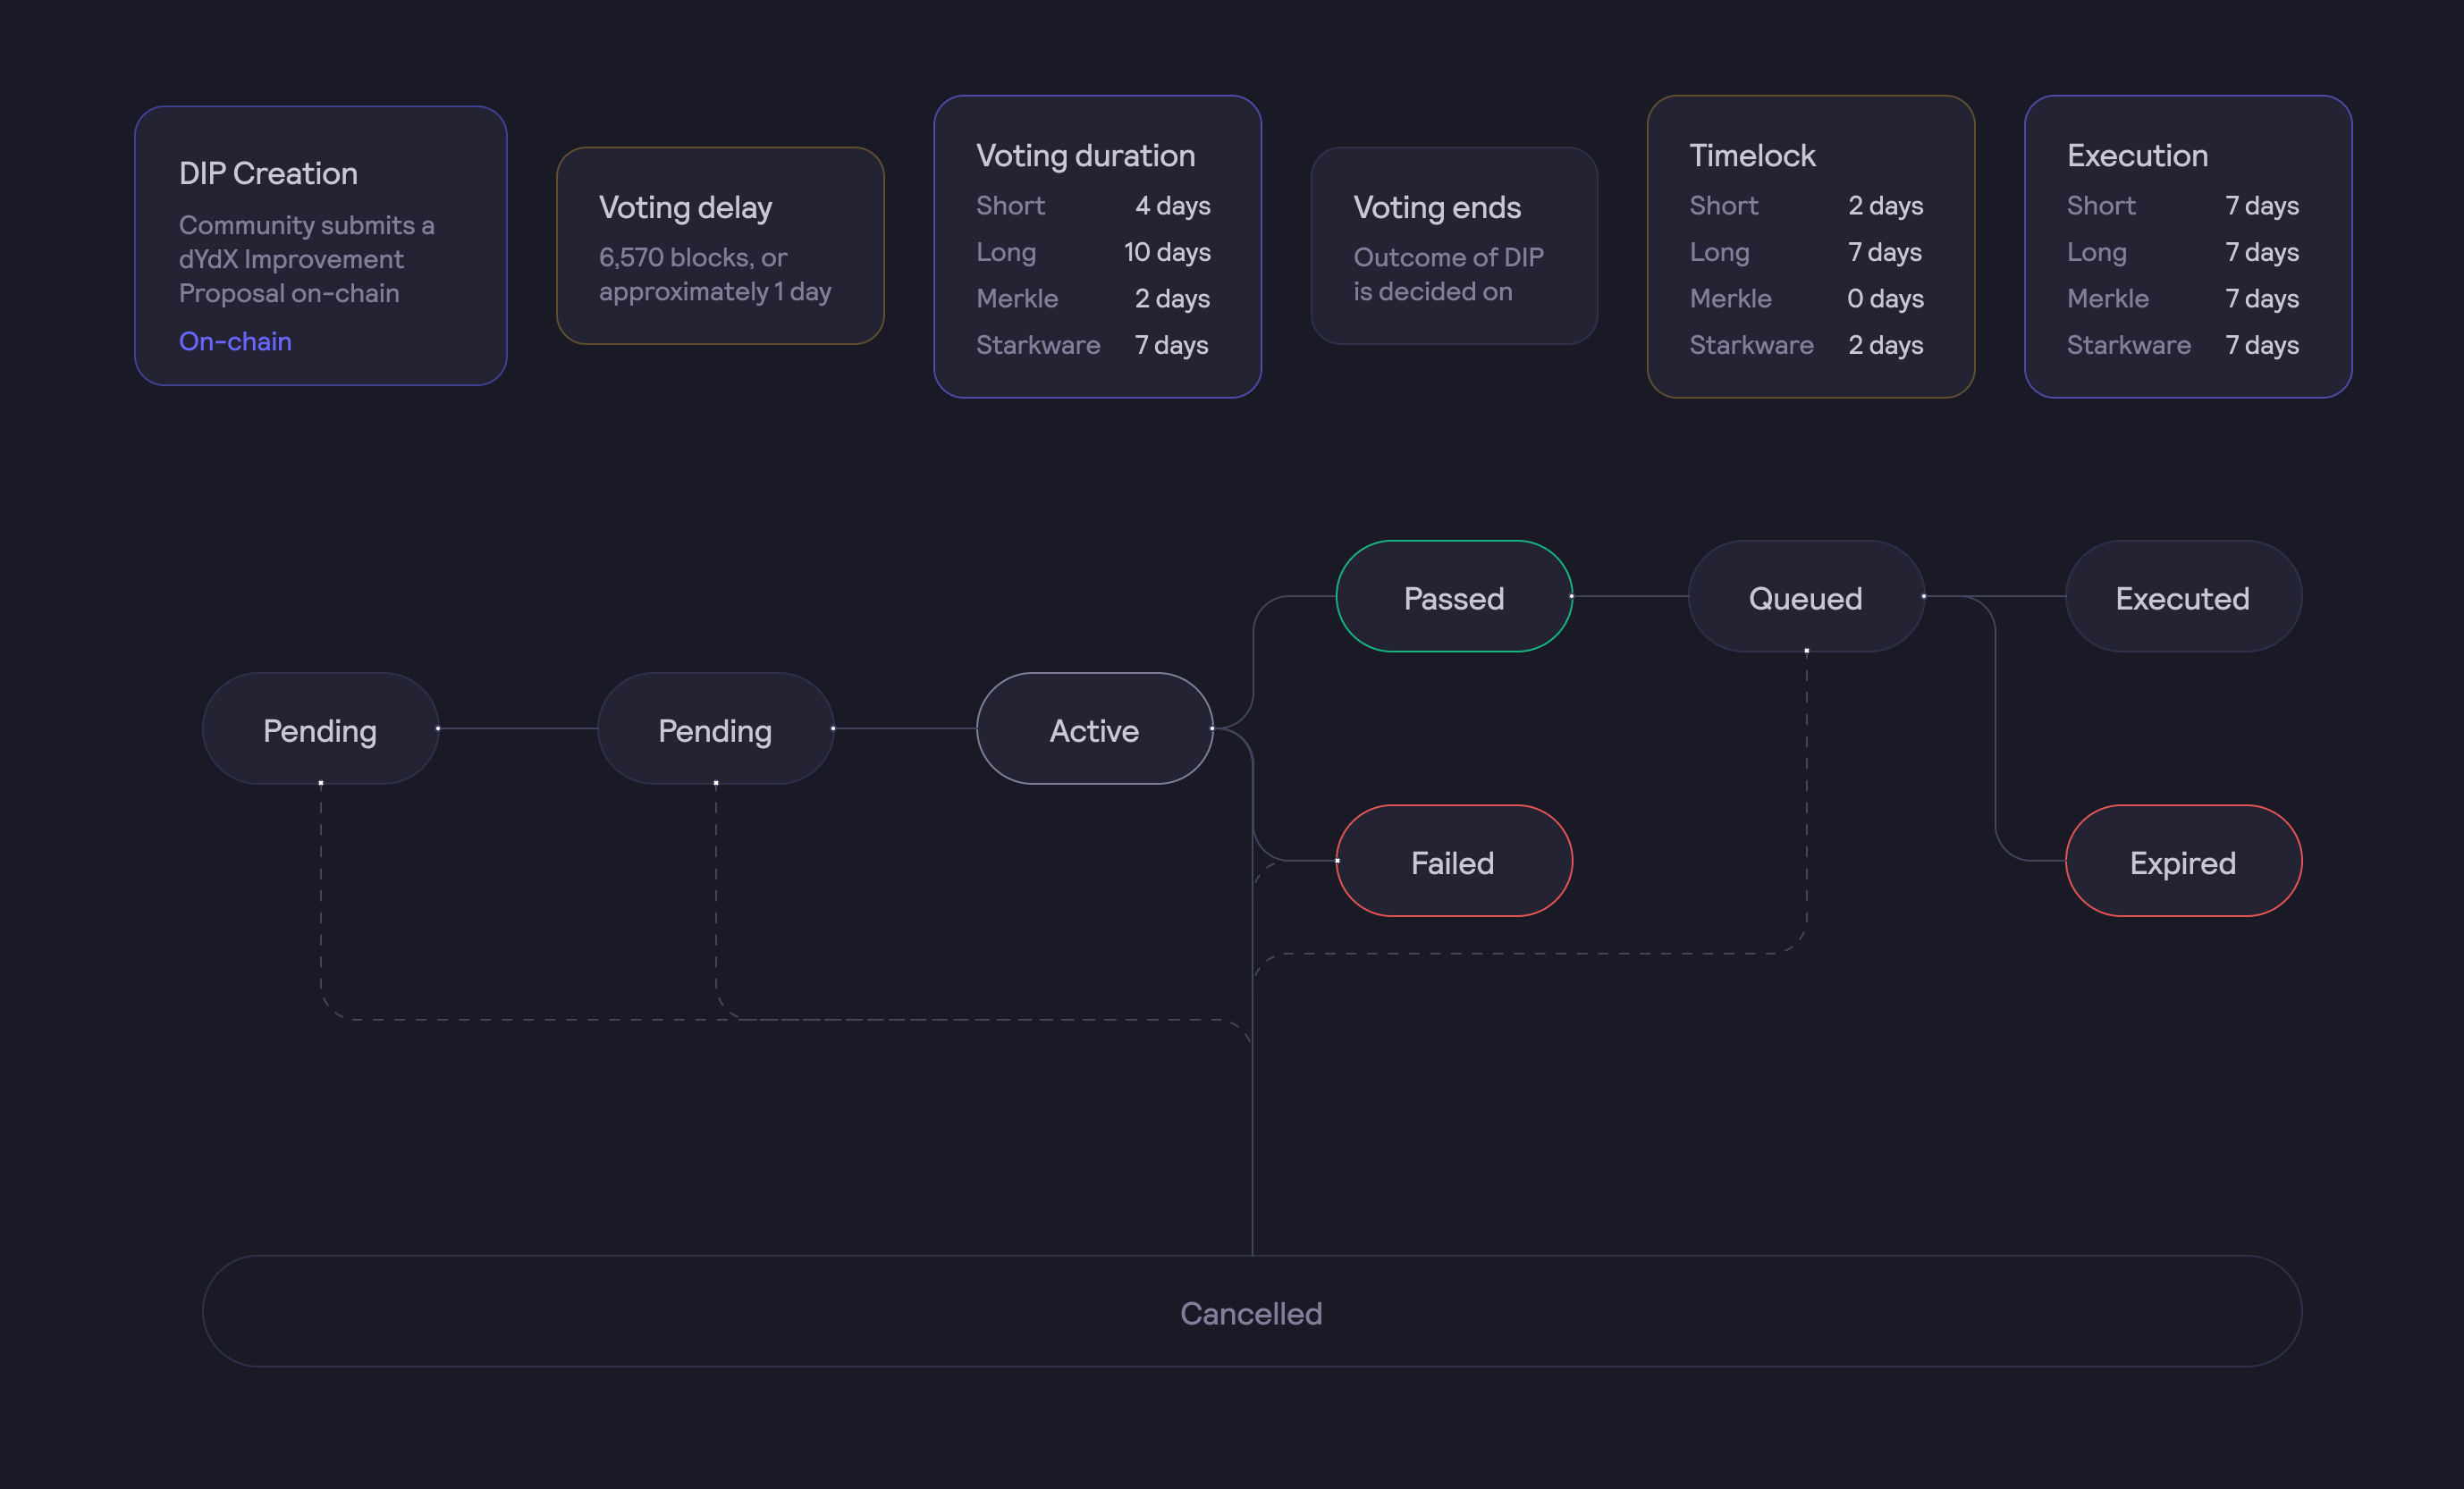 DIP Creation
Community submits a
dYdX Improvement
Proposal on-chain
On-chain
Voting delay
6,570 blocks, or
approximately 1 day
Voting duration
Short 4 days
Long 10 days
Merkle 2 days
Starkware 7 days
Voting ends
Outcome of DIP
is decided on
Timelock
Short 2 days
Long 7 days
Merkle 0 days
Starkware 2 days
Execution
Short 7 days
Long 7 days
Merkle 7 days
Starkware 7 days
Passed
Queued
Executed
Pending
Pending
Active
Failed
Expired
Cancelled